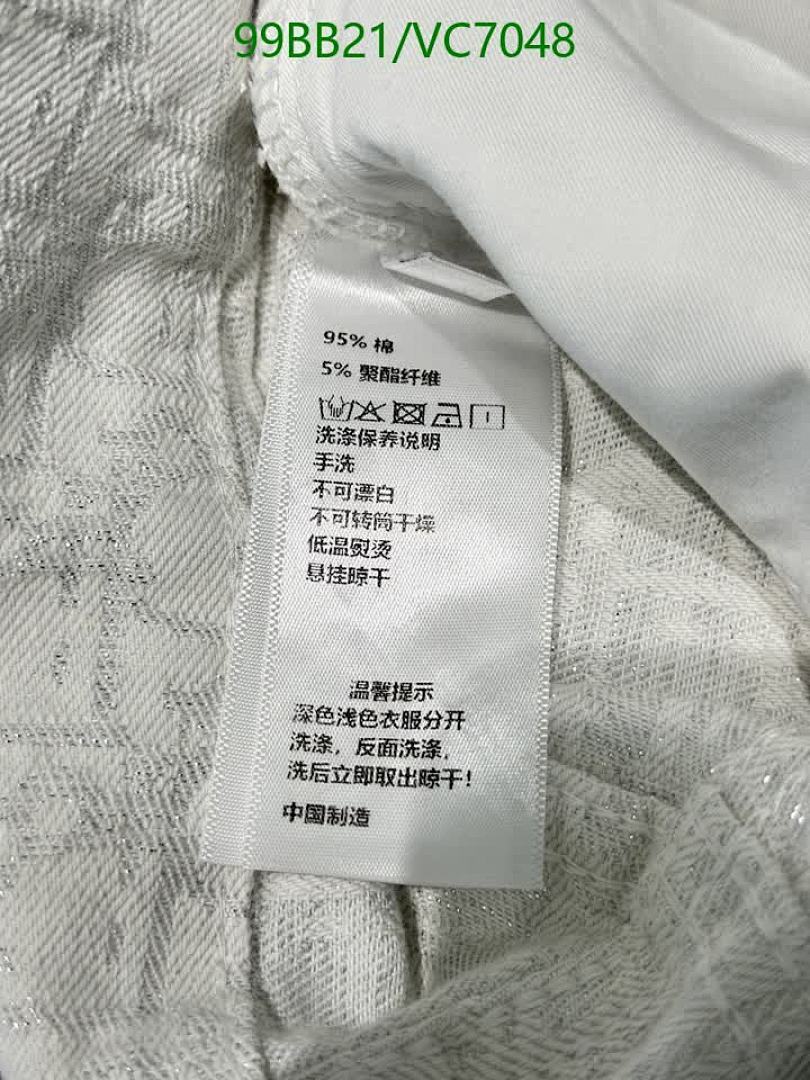 99BB21/VC7048
95% 棉
5% 聚酯纤维
洗涤保养说明
手洗
不可漂白
不可转筒干燥
低温熨烫
悬挂晾干
温馨提示
深色浅色衣服分开
洗涤，反面洗涤，
洗后立即取出晾干！
中国制造